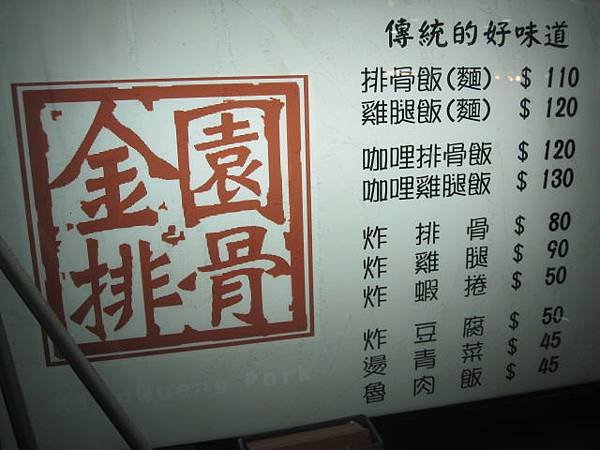 金園
排骨
傳統的好味道
排骨飯(麵) $ 110
雞腿飯(麵) $ 120
咖哩排骨飯 $ 120
咖哩雞腿飯 $ 130
炸排骨 $ 80
炸雞腿 $ 90
炸蝦捲 $ 50
炸豆腐 $ 50
燙青菜 $ 45
魯肉飯 $ 45
Pork